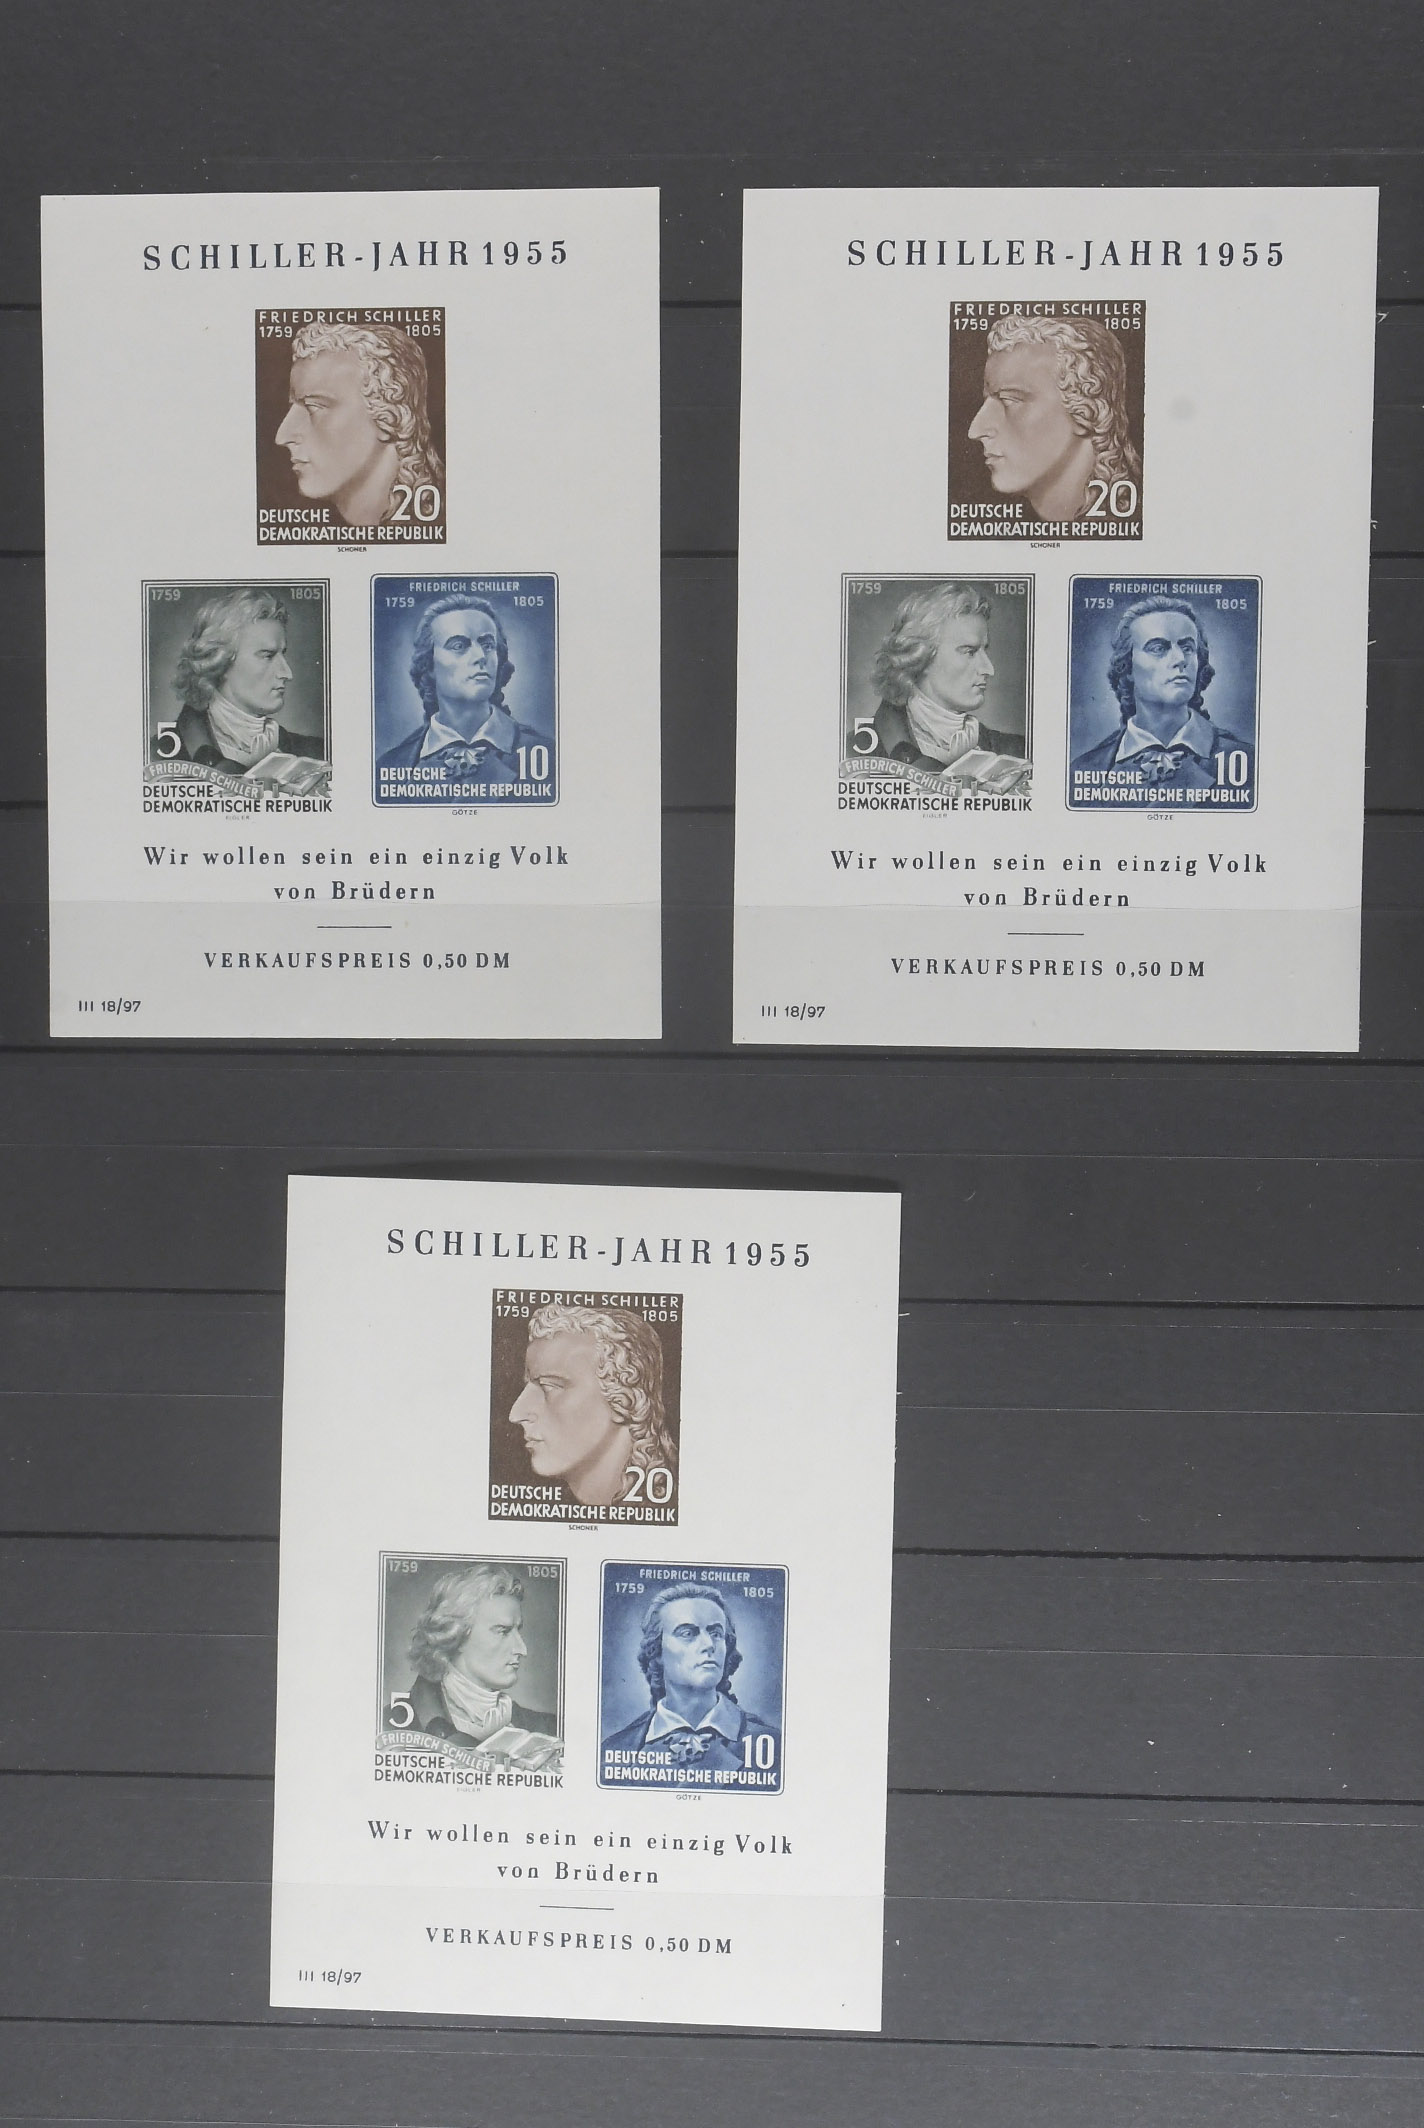 SCHILLER-JAHR 1955
FRIEDRICH SCHILLER
1759 1805
20
DEUTSCHE
DEMOKRATISCHE REPUBLIK
SCHÖNER
1759 1805
5
FRIEDRICH SCHILLER
DEUTSCHE
DEMOKRATISCHE REPUBLIK
FRIEDRICH SCHILLER
1759 1805
10
DEUTSCHE
DEMOKRATISCHE REPUBLIK
GÖTZE
Wir wollen sein ein einzig Volk
von Brüdern
VERKAUFSPREIS 0,50 DM
III 18/97
SCHILLER-JAHR 1955
FRIEDRICH SCHILLER
1759 1805
20
DEUTSCHE
DEMOKRATISCHE REPUBLIK
SCHÖNER
1759 1805
5
FRIEDRICH SCHILLER
DEUTSCHE
DEMOKRATISCHE REPUBLIK
FRIEDRICH SCHILLER
1759 1805
10
DEUTSCHE
DEMOKRATISCHE REPUBLIK
GÖTZE
Wir wollen sein ein einzig Volk
von Brüdern
VERKAUFSPREIS 0,50 DM
III 18/97
SCHILLER-JAHR 1955
FRIEDRICH SCHILLER
1759 1805
20
DEUTSCHE
DEMOKRATISCHE REPUBLIK
SCHÖNER
1759 1805
5
FRIEDRICH SCHILLER
DEUTSCHE
DEMOKRATISCHE REPUBLIK
FRIEDRICH SCHILLER
1759 1805
10
DEUTSCHE
DEMOKRATISCHE REPUBLIK
GÖTZE
Wir wollen sein ein einzig Volk
von Brüdern
VERKAUFSPREIS 0,50 DM
III 18/97